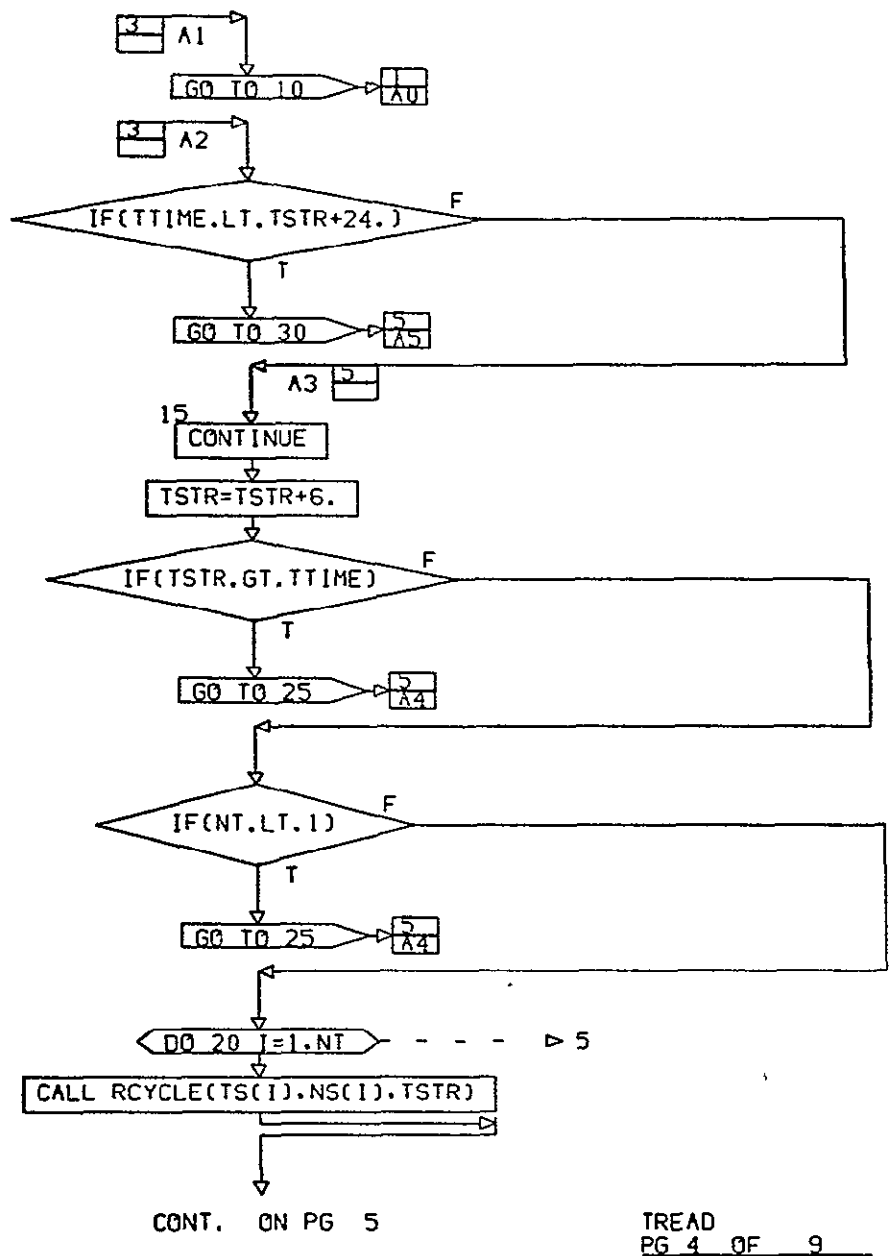 3
A1
GO TO 10
1
A0
3
A2
IF(TTIME.LT.TSTR+24.)
F
T
GO TO 30
5
A5
A3
5
15
CONTINUE
TSTR=TSTR+6.
IF(TSTR.GT.TTIME)
F
T
GO TO 25
5
A4
IF(NT.LT.1)
F
T
GO TO 25
5
A4
DO 20 I=1.NT
5
CALL RCYCLE(TS(I).NS(I).TSTR)
CONT. ON PG 5
TREAD
PG 4 OF 9